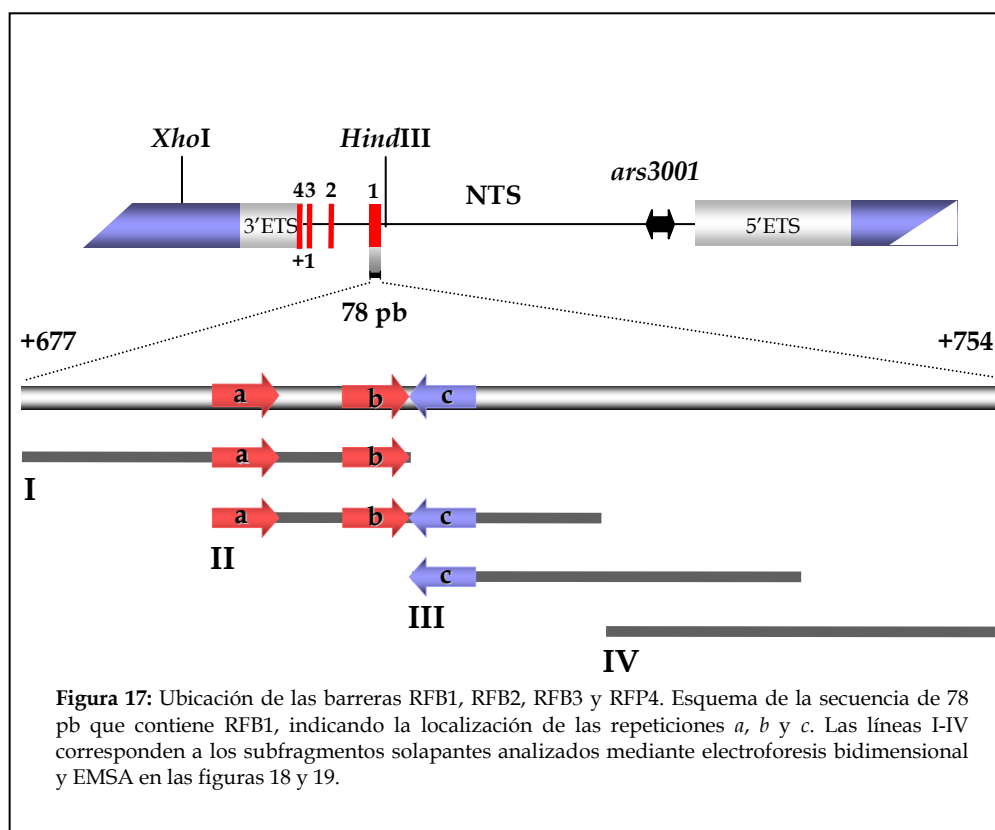 XhoI
HindIII
ars3001
43 2 1
NTS
3'ETS
5'ETS
+1
78 pb
+677
+754
a b c
a b
I
a b c
II
c
III
IV
Figura 17: Ubicación de las barreras RFB1, RFB2, RFB3 y RFP4. Esquema de la secuencia de 78
pb que contiene RFB1, indicando la localización de las repeticiones a, b y c. Las líneas I-IV
corresponden a los subfragmentos solapantes analizados mediante electroforesis bidimensional
y EMSA en las figuras 18 y 19.